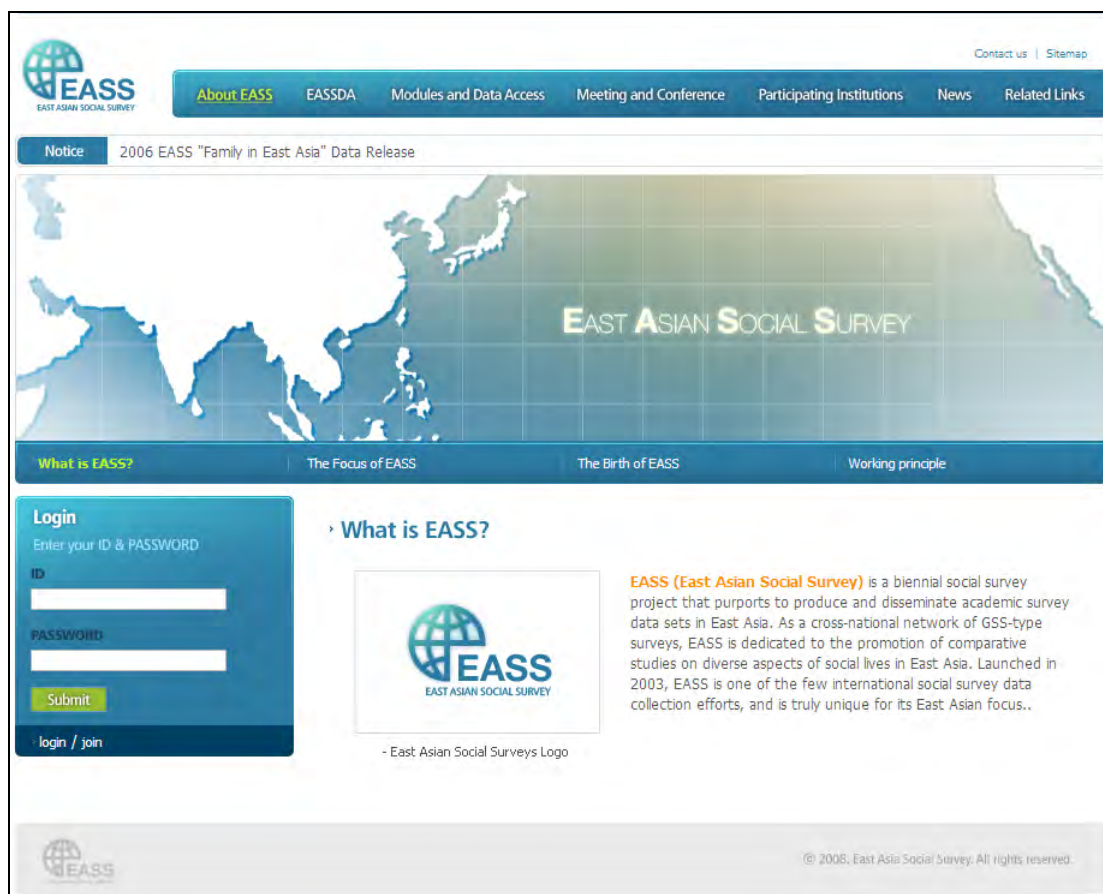 Contact us | Sitemap
EASS
EAST ASIAN SOCIAL SURVEY
About EASS EASSDA Modules and Data Access Meeting and Conference Participating Institutions News Related Links
Notice 2006 EASS "Family in East Asia" Data Release
EAST ASIAN SOCIAL SURVEY
What is EASS? The Focus of EASS The Birth of EASS Working principle
Login
Enter your ID & PASSWORD
ID
PASSWORD
Submit
login / join
What is EASS?
EASS
EAST ASIAN SOCIAL SURVEY
- East Asian Social Surveys Logo
EASS (East Asian Social Survey) is a biennial social survey
project that purports to produce and disseminate academic survey
data sets in East Asia. As a cross-national network of GSS-type
surveys, EASS is dedicated to the promotion of comparative
studies on diverse aspects of social lives in East Asia. Launched in
2003, EASS is one of the few international social survey data
collection efforts, and is truly unique for its East Asian focus..
EASS
© 2008. East Asia Social Survey. All rights reserved.